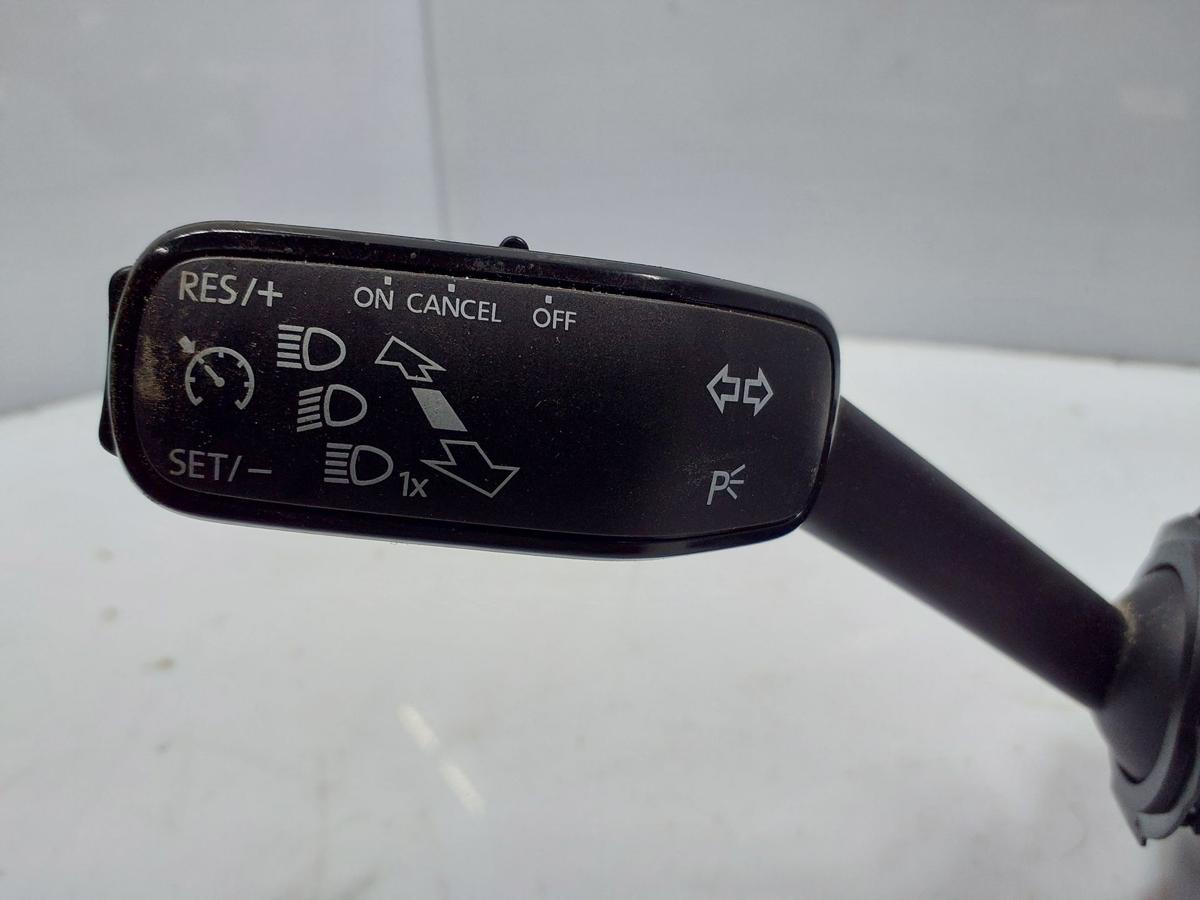 RES/+
ON CANCEL OFF
SET/−
1x
P